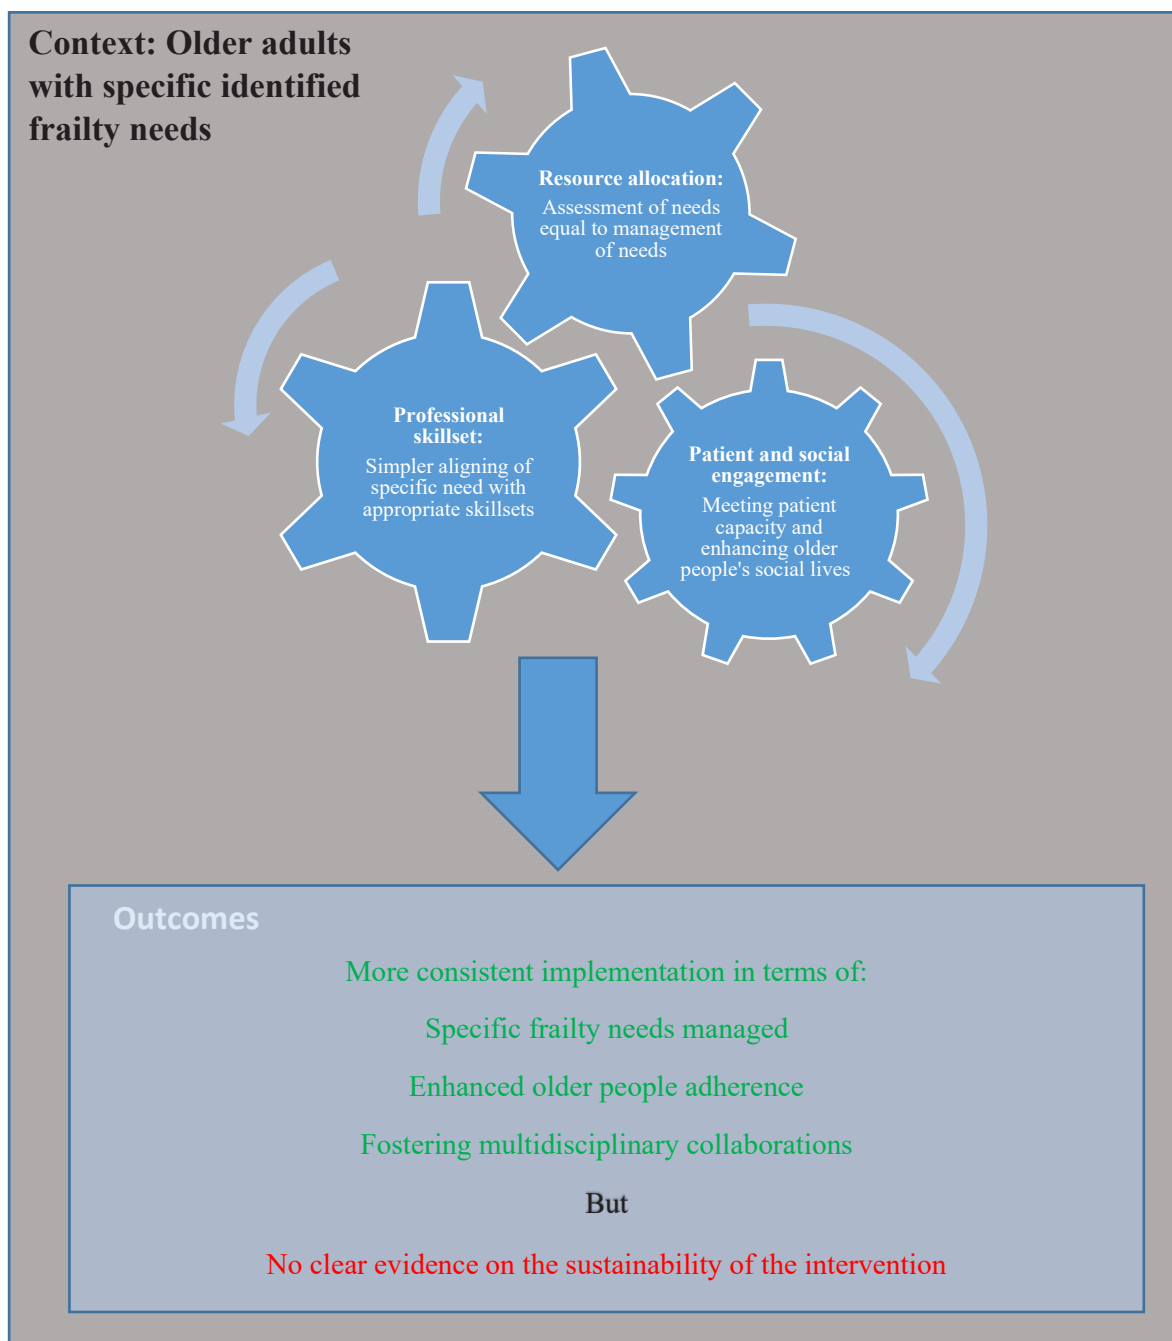 Context: Older adults
with specific identified
frailty needs
Resource allocation:
Assessment of needs
equal to management
of needs
Professional
skillset:
Simpler aligning of
specific need with
appropriate skillsets
Patient and social
engagement:
Meeting patient
capacity and
enhancing older
people's social lives
Outcomes
More consistent implementation in terms of:
Specific frailty needs managed
Enhanced older people adherence
Fostering multidisciplinary collaborations
But
No clear evidence on the sustainability of the intervention